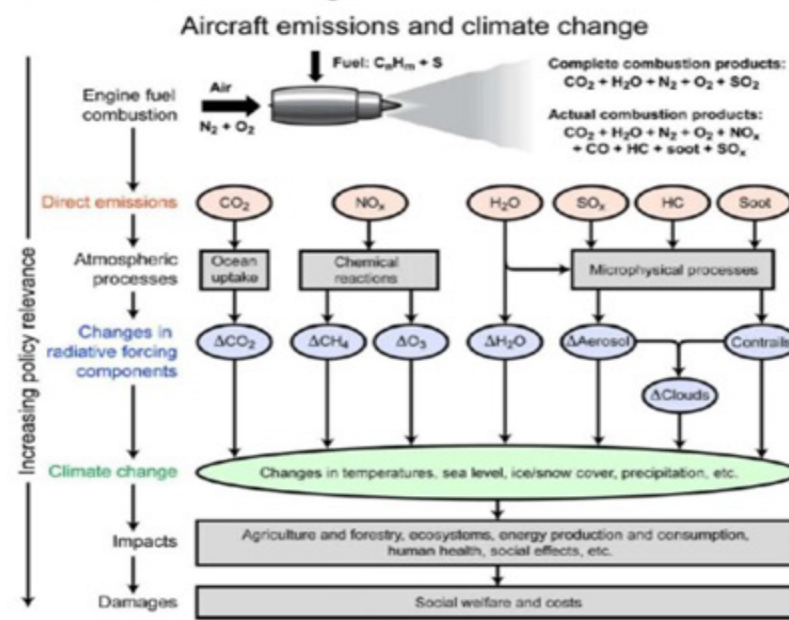 Aircraft emissions and climate change
Fuel: CₙHₘ + S
Complete combustion products:
CO₂ + H₂O + N₂ + O₂ + SO₂
Engine fuel
combustion
Air
N₂ + O₂
Actual combustion products:
CO₂ + H₂O + N₂ + O₂ + NOₓ
+ CO + HC + soot + SOₓ
Direct emissions
CO₂
NOₓ
H₂O
SOₓ
HC
Soot
Atmospheric
processes
Ocean
uptake
Chemical
reactions
Microphysical processes
Changes in
radiative forcing
components
ΔCO₂
ΔCH₄
ΔO₃
ΔH₂O
ΔAerosol
Contrails
ΔClouds
Increasing policy relevance
Climate change
Changes in temperatures, sea level, ice/snow cover, precipitation, etc.
Impacts
Agriculture and forestry, ecosystems, energy production and consumption,
human health, social effects, etc.
Damages
Social welfare and costs